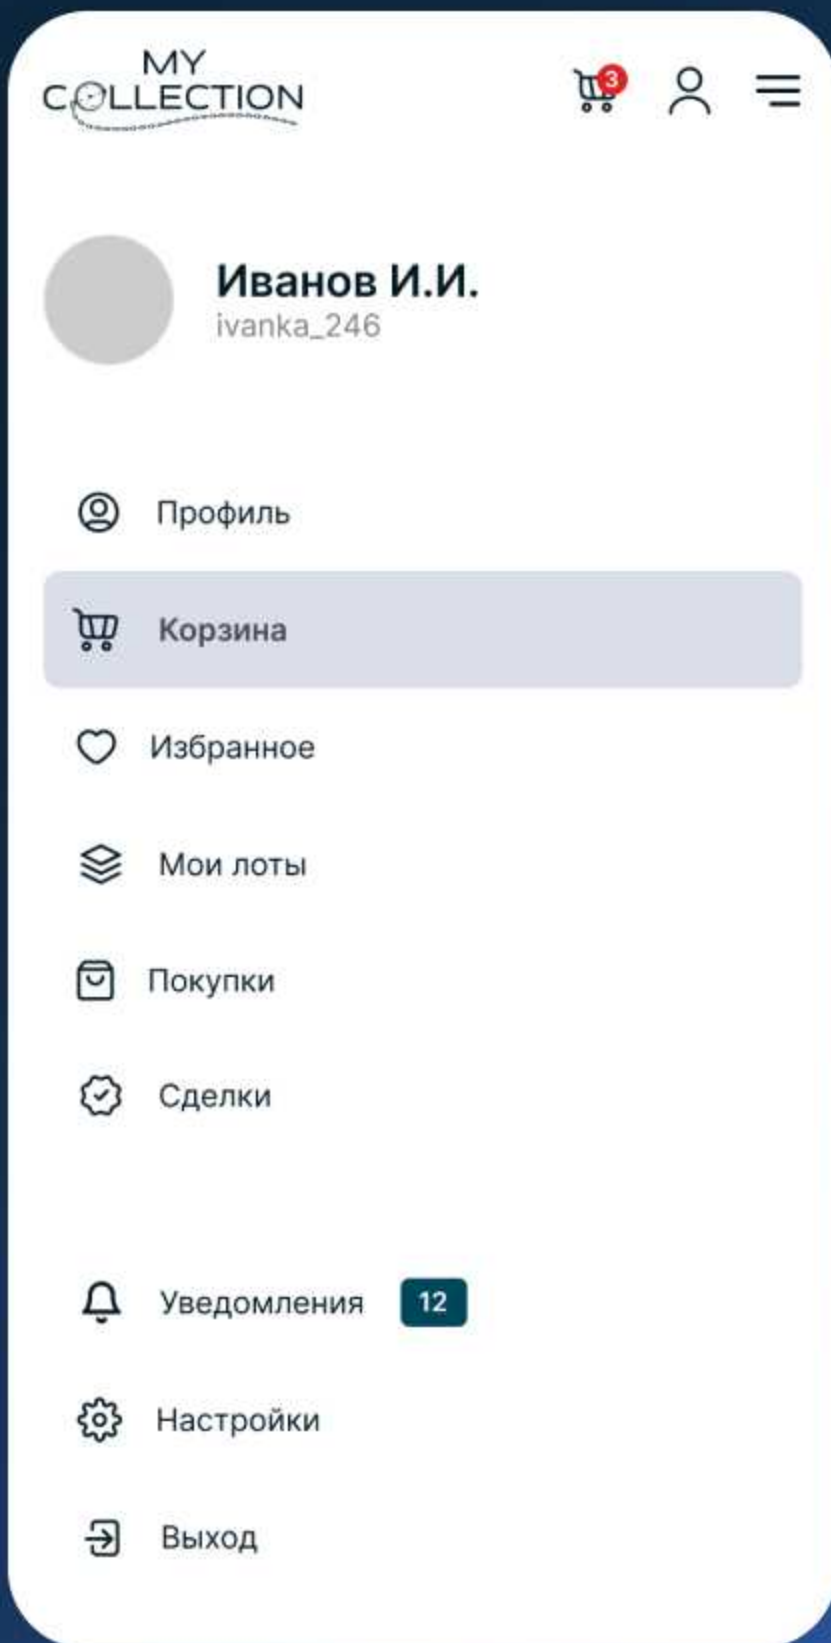 MY
COLLECTION
3
Иванов И.И.
ivanka_246
Профиль
Корзина
Избранное
Мои лоты
Покупки
Сделки
Уведомления 12
Настройки
Выход